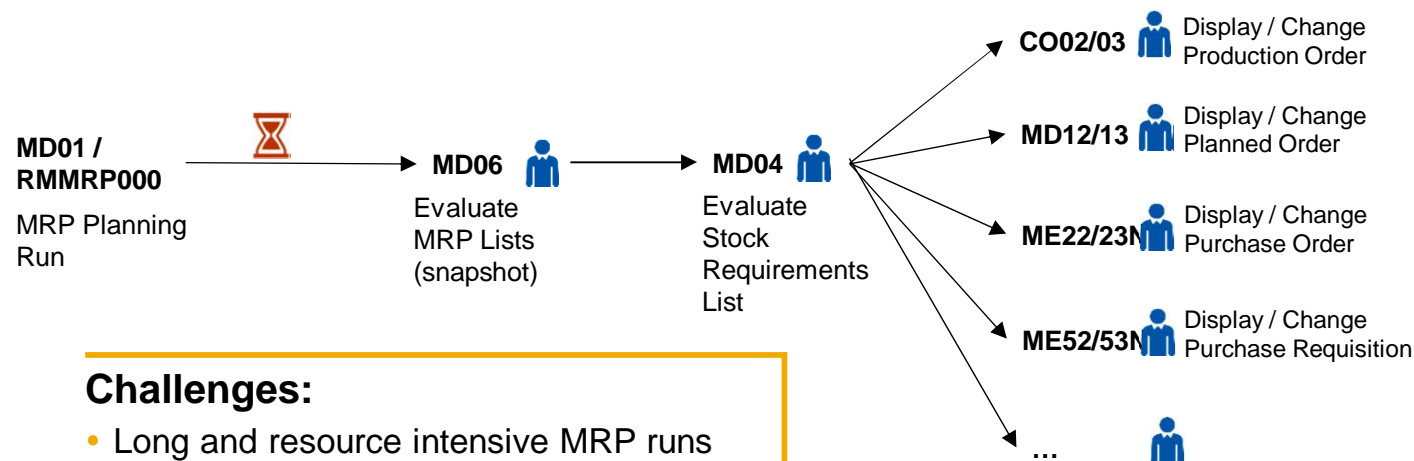 MD01 /
RMMRP000
MRP Planning
Run
MD06
Evaluate
MRP Lists
(snapshot)
MD04
Evaluate
Stock
Requirements
List
CO02/03
Display / Change
Production Order
MD12/13
Display / Change
Planned Order
ME22/23N
Display / Change
Purchase Order
ME52/53N
Display / Change
Purchase Requisition
...
Challenges:
• Long and resource intensive MRP runs